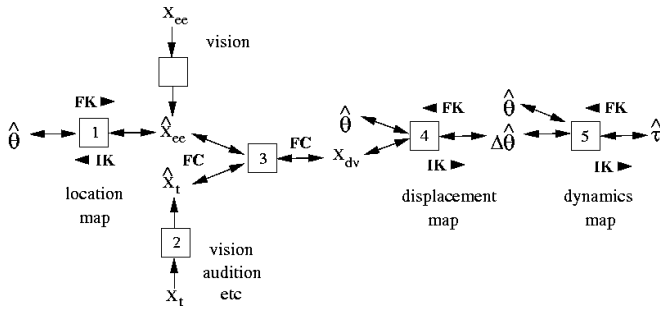 X_ee
vision
FK ►
θ̂
1
X̂_ee
◄ IK
location
map
FC
X̂_t
2
vision
audition
etc
X_t
3
FC
X_dv
θ̂
◄ FK
4
Δθ̂
IK ►
displacement
map
θ̂
◄ FK
5
τ̂
IK ►
dynamics
map